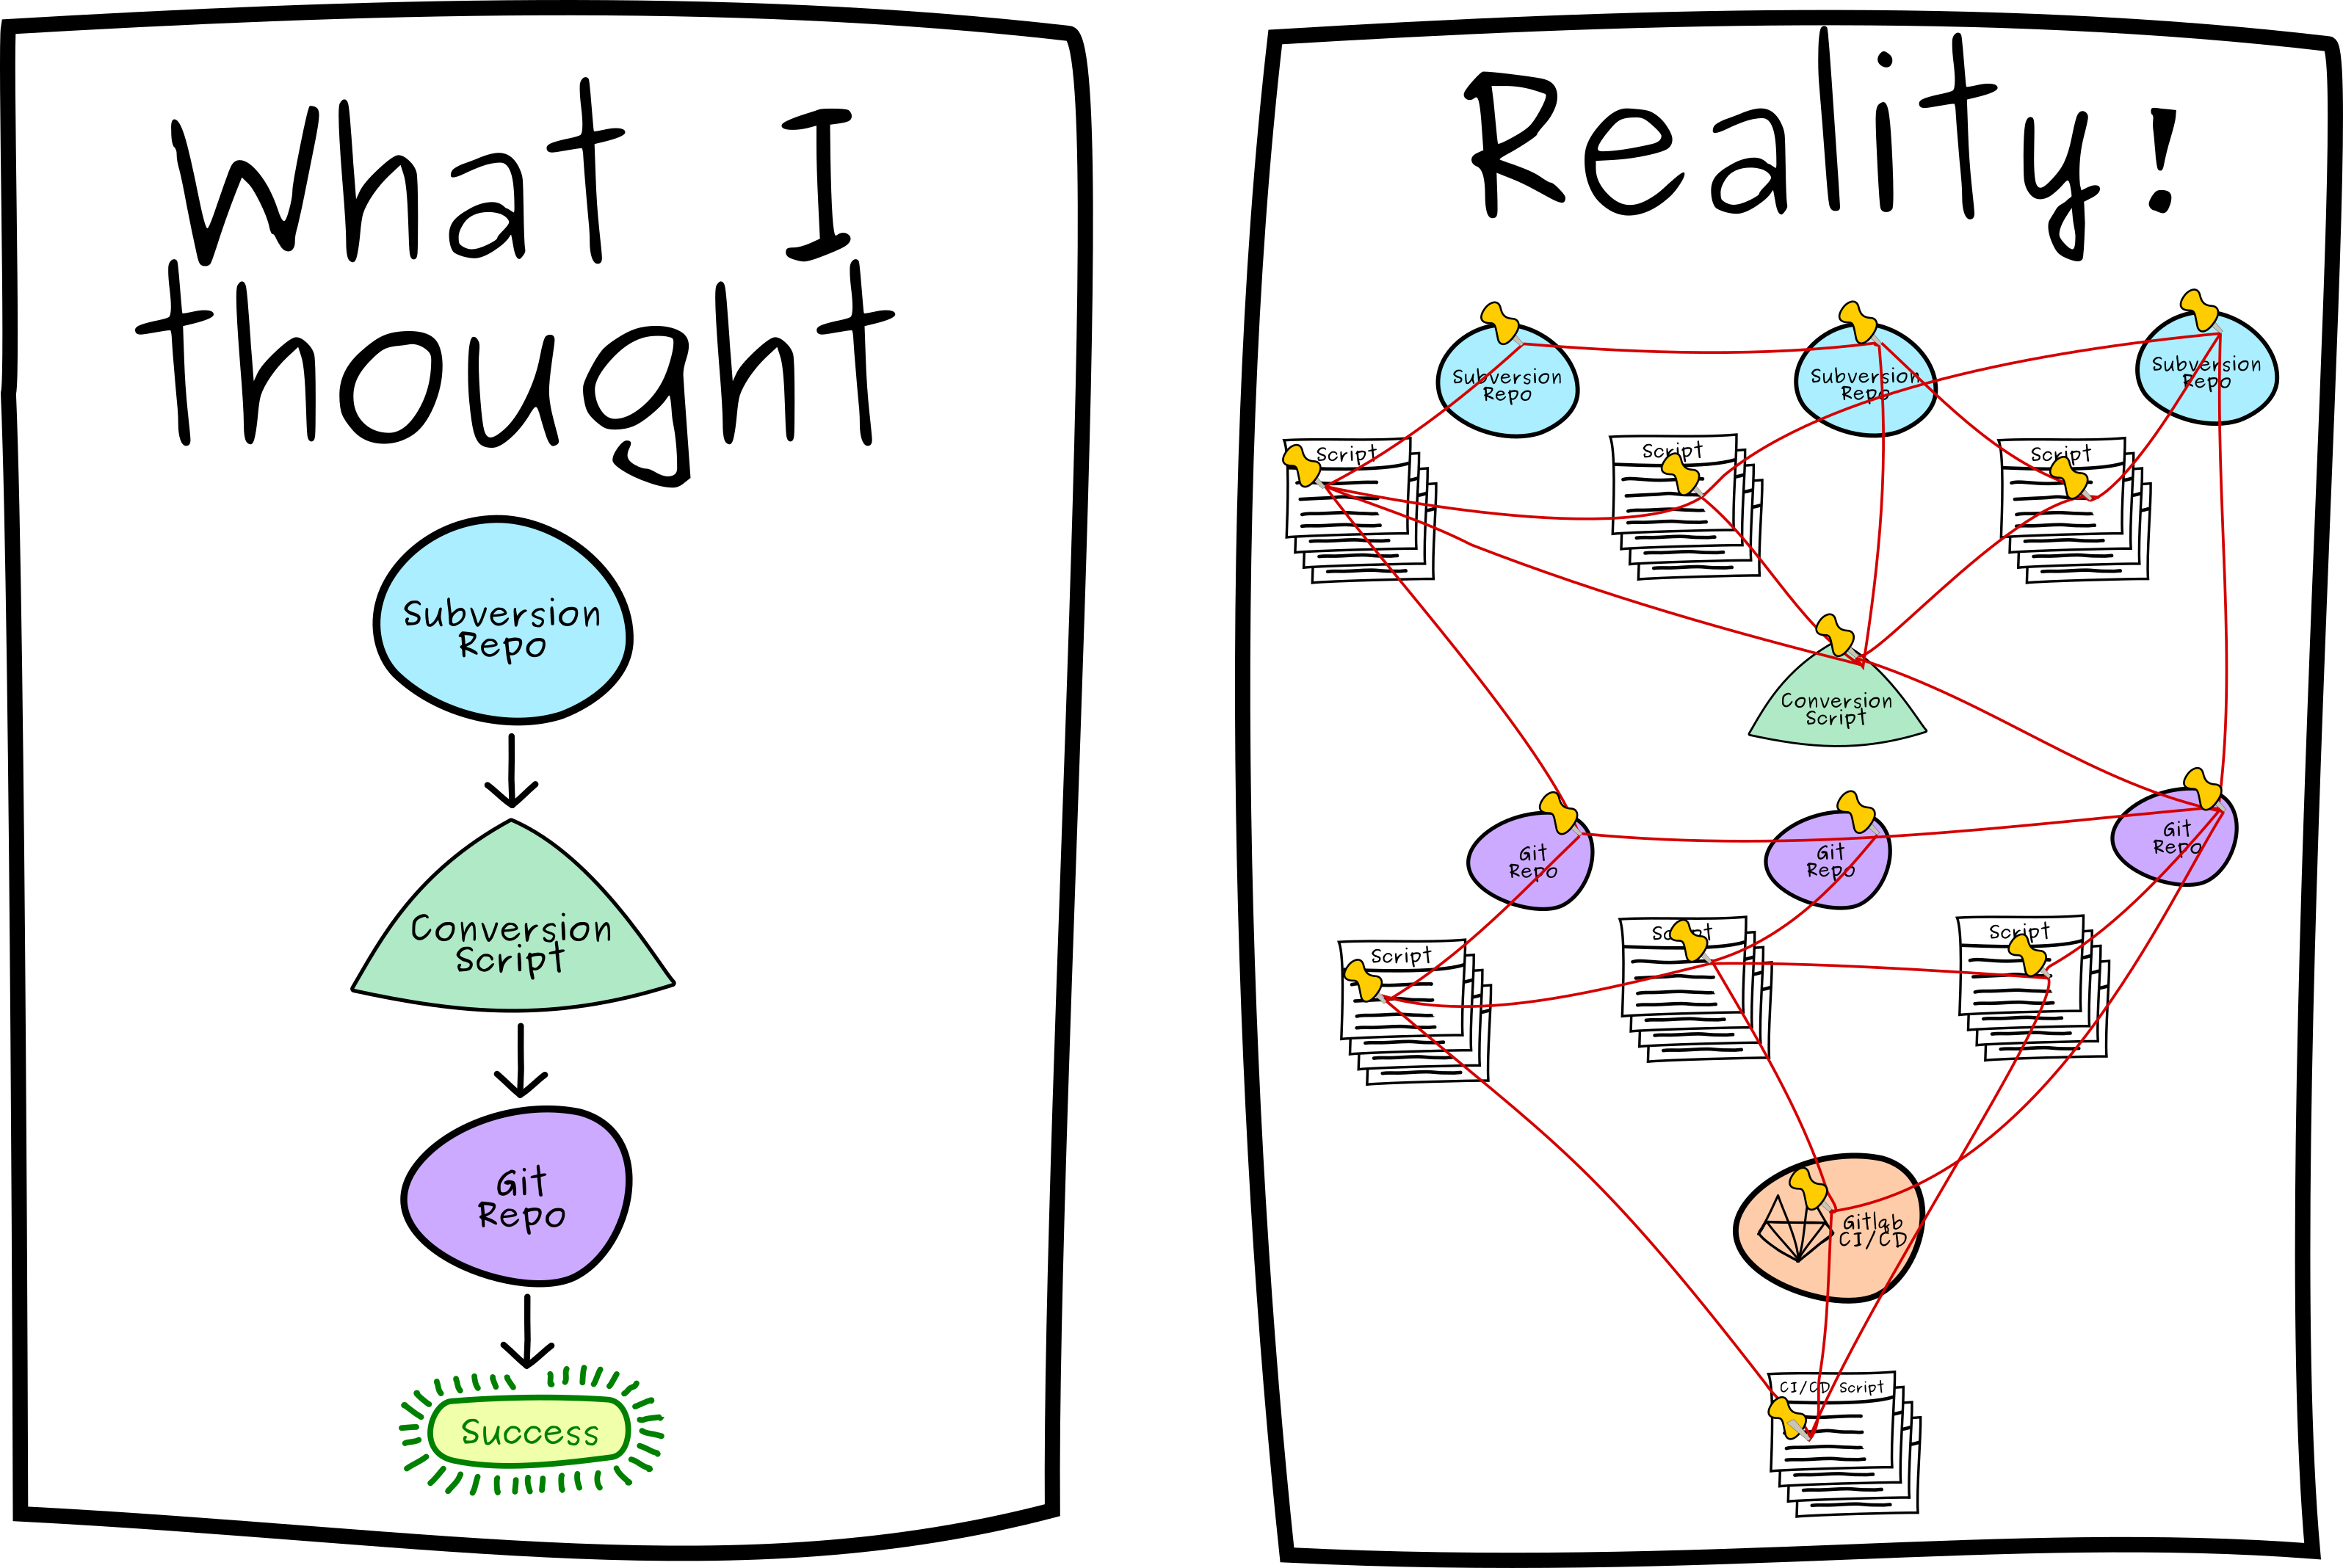 What I
thought
Subversion
Repo
Conversion
Script
Git
Repo
Success
Reality!
Subversion
Repo
Subversion
Repo
Subversion
Repo
Script
Script
Script
Conversion
Script
Git
Repo
Git
Repo
Git
Repo
Script
Script
Script
Gitlab
CI/CD
CI/CD Script